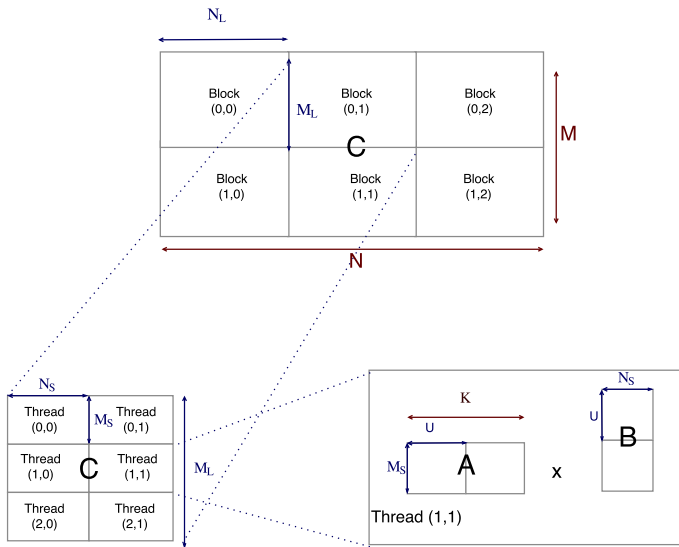 N_L
Block
(0,0)
Block
(0,1)
Block
(0,2)
M_L
M
C
Block
(1,0)
Block
(1,1)
Block
(1,2)
N
N_S
Thread
(0,0)
M_S
Thread
(0,1)
Thread
(1,0)
C
Thread
(1,1)
M_L
Thread
(2,0)
Thread
(2,1)
K
U
M_S
A
x
N_S
U
B
Thread (1,1)